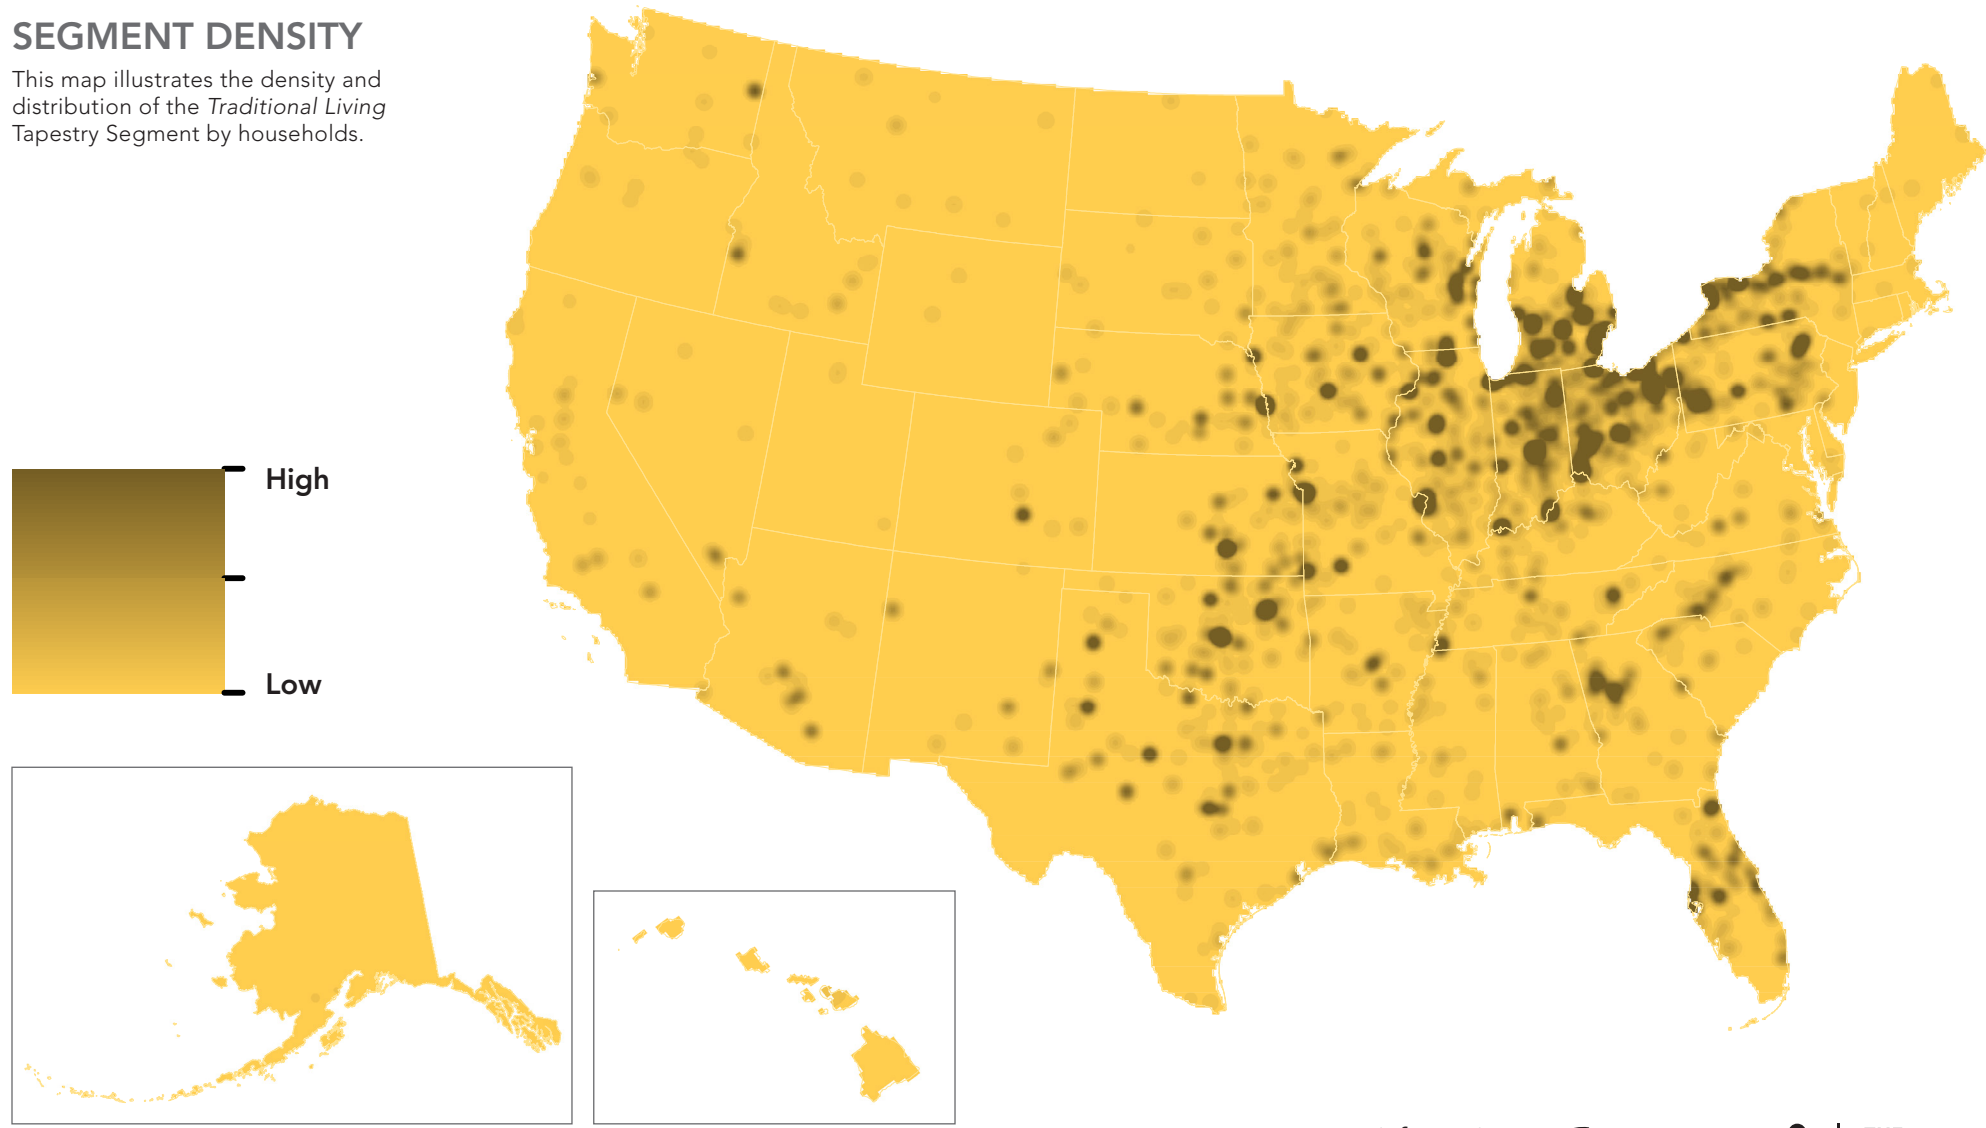 SEGMENT DENSITY
This map illustrates the density and
distribution of the Traditional Living
Tapestry Segment by households.
High
Low